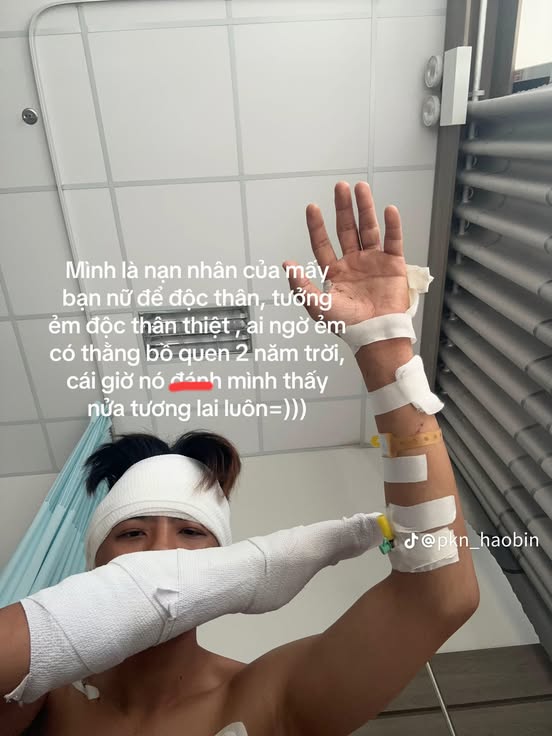 Mình là nạn nhân của mấy
bạn nữ để độc thân, tưởng
ẻm độc thân thiệt , ai ngờ ẻm
có thằng bồ quen 2 năm trời,
cái giờ nó đánh mình thấy
nửa tương lai luôn=)))
@pkn_haobin